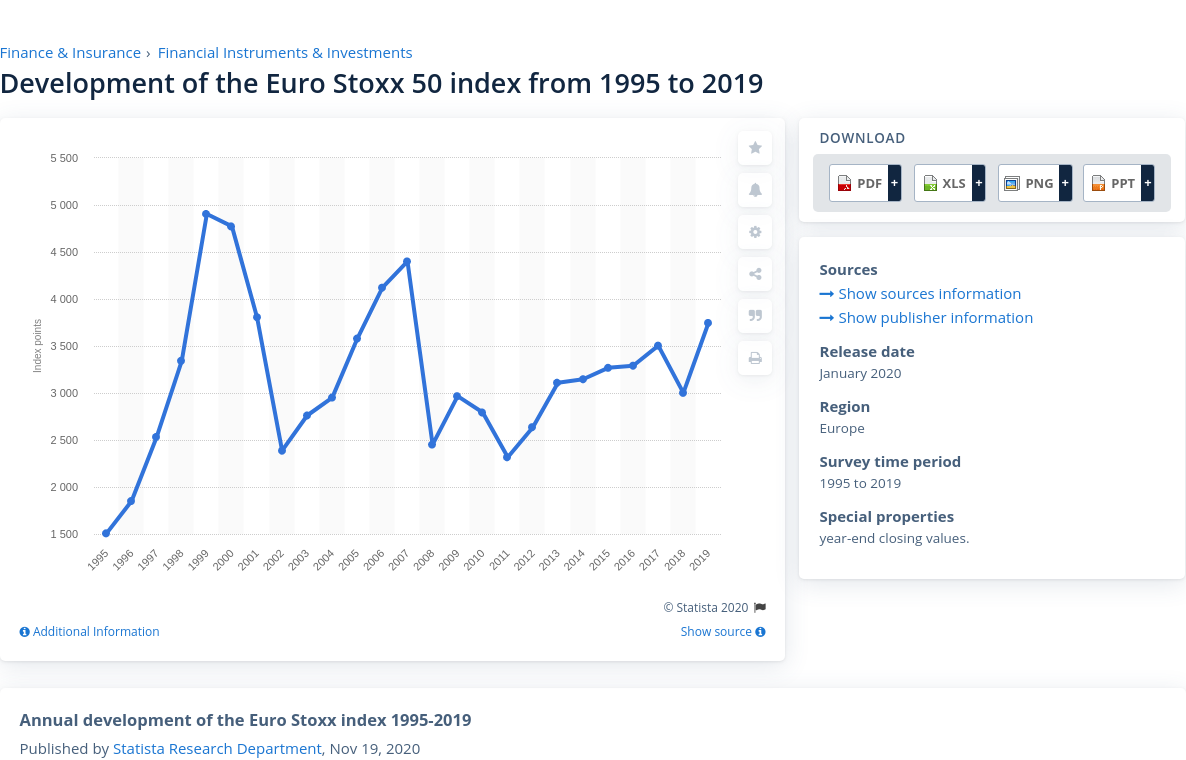 Finance & Insurance › Financial Instruments & Investments
Development of the Euro Stoxx 50 index from 1995 to 2019
5 500
5 000
4 500
4 000
3 500
3 000
2 500
2 000
1 500
Index points
1995 1996 1997 1998 1999 2000 2001 2002 2003 2004 2005 2006 2007 2008 2009 2010 2011 2012 2013 2014 2015 2016 2017 2018 2019
© Statista 2020
Additional Information
Show source
DOWNLOAD
PDF + XLS + PNG + PPT +
Sources
Show sources information
Show publisher information
Release date
January 2020
Region
Europe
Survey time period
1995 to 2019
Special properties
year-end closing values.
Annual development of the Euro Stoxx index 1995-2019
Published by Statista Research Department, Nov 19, 2020